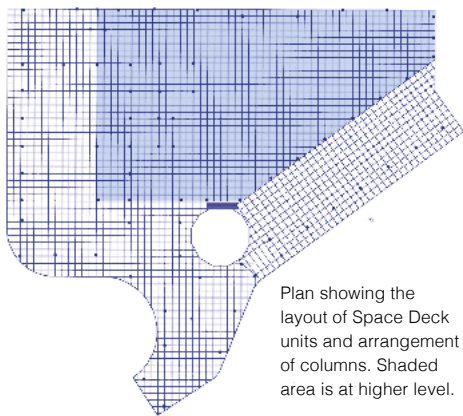 Plan showing the
layout of Space Deck
units and arrangement
of columns. Shaded
area is at higher level.